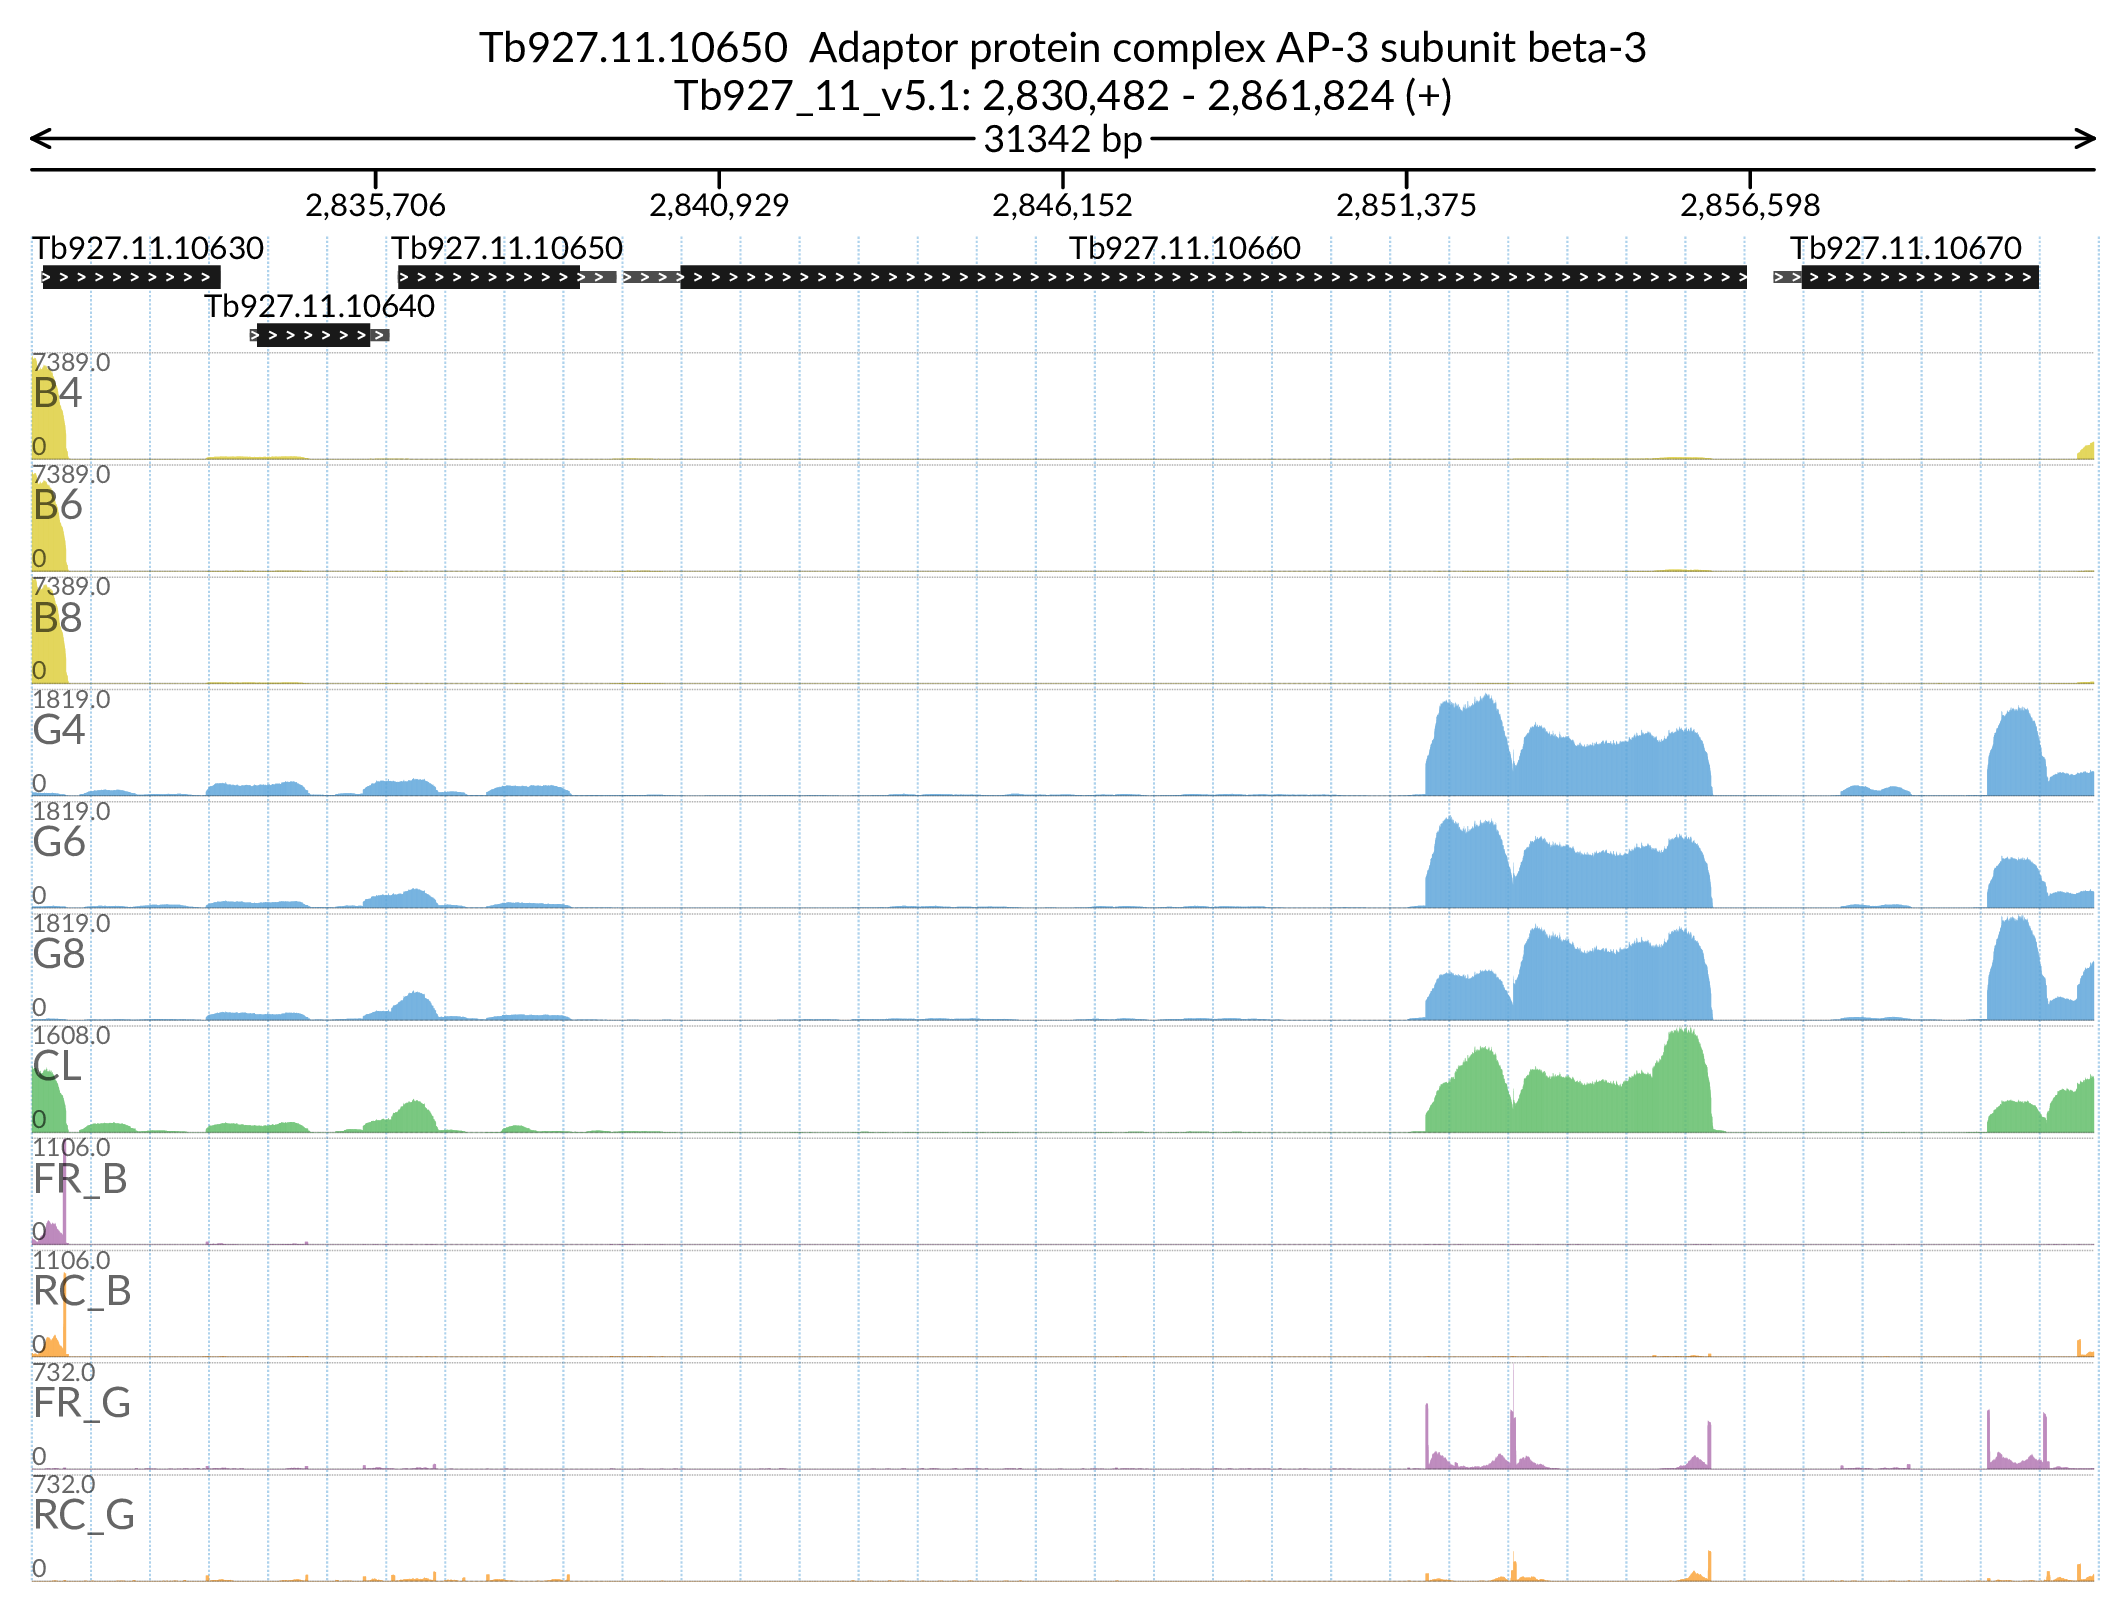 Tb927.11.10650  Adaptor protein complex AP-3 subunit beta-3
Tb927_11_v5.1: 2,830,482 - 2,861,824 (+)
31342 bp
2,835,706 2,840,929 2,846,152 2,851,375 2,856,598
Tb927.11.10630 Tb927.11.10650 Tb927.11.10660 Tb927.11.10670
Tb927.11.10640
7389.0
B4
0
7389.0
B6
0
7389.0
B8
0
1819.0
G4
0
1819.0
G6
0
1819.0
G8
0
1608.0
CL
0
1106.0
FR_B
0
1106.0
RC_B
0
732.0
FR_G
0
732.0
RC_G
0